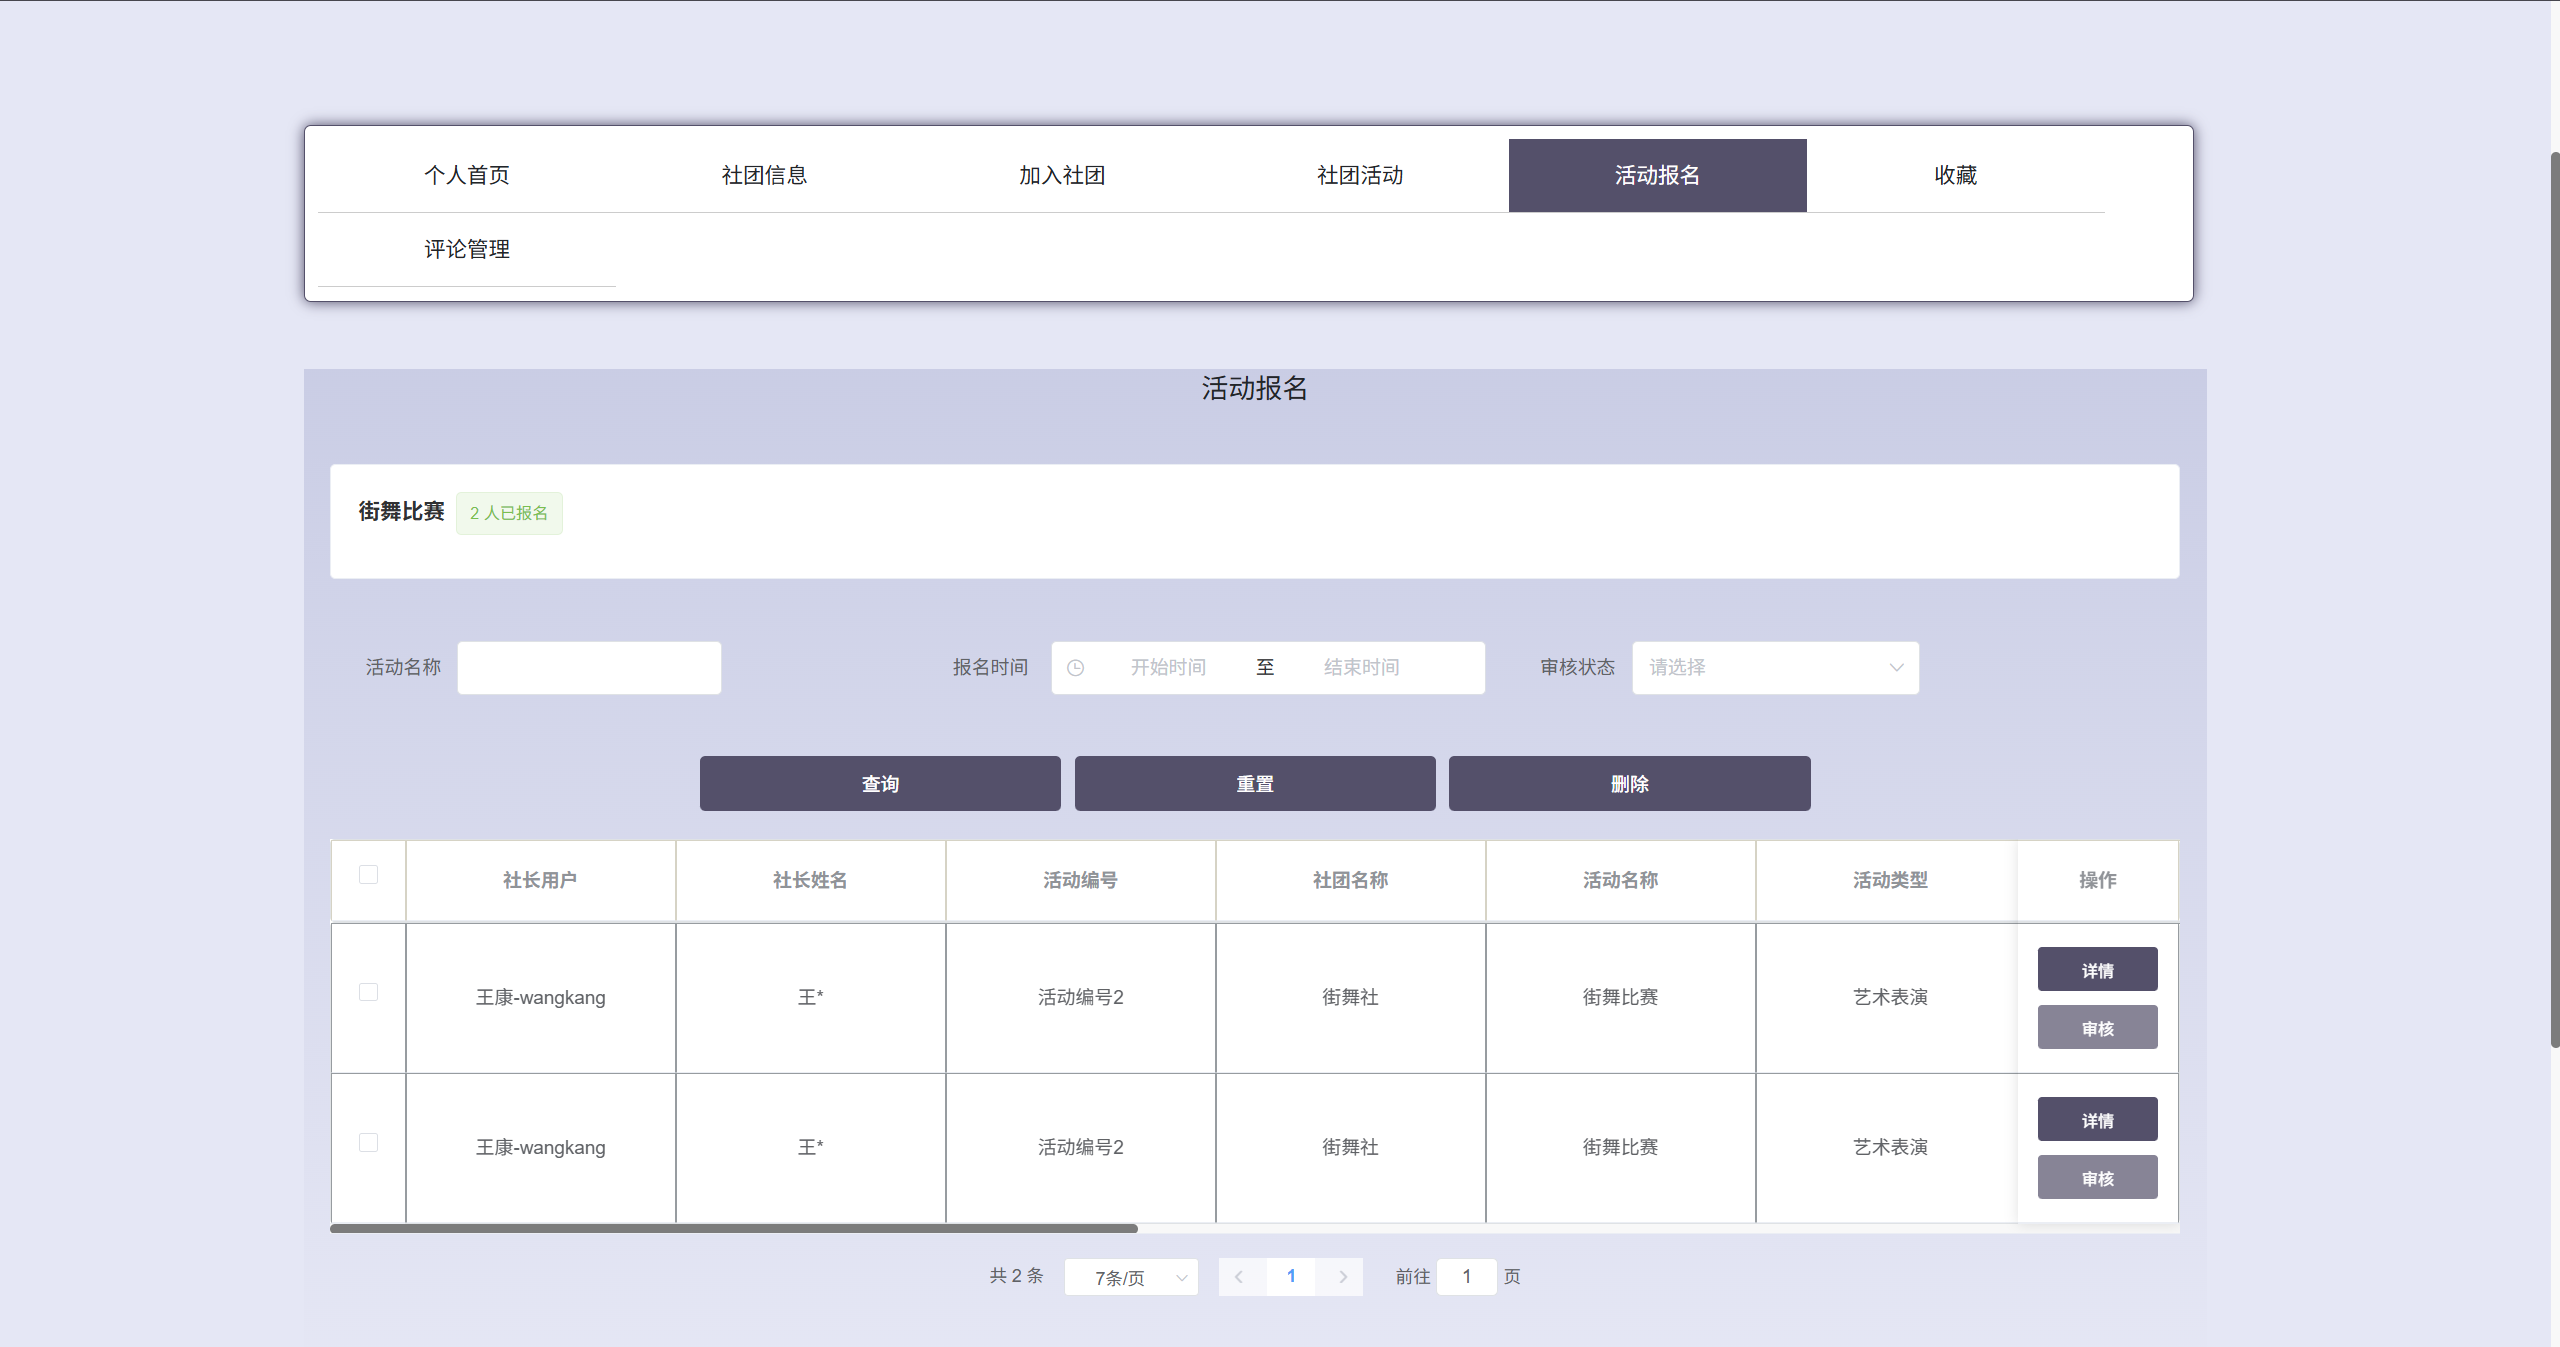 个人首页 社团信息 加入社团 社团活动 活动报名 收藏
评论管理
活动报名
街舞比赛 2 人已报名
活动名称 报名时间 开始时间 至 结束时间 审核状态 请选择
查询 重置 删除
社长用户 社长姓名 活动编号 社团名称 活动名称 活动类型 操作
王康-wangkang 王* 活动编号2 街舞社 街舞比赛 艺术表演 详情
审核
王康-wangkang 王* 活动编号2 街舞社 街舞比赛 艺术表演 详情
审核
共 2 条 7条/页 1 前往 1 页